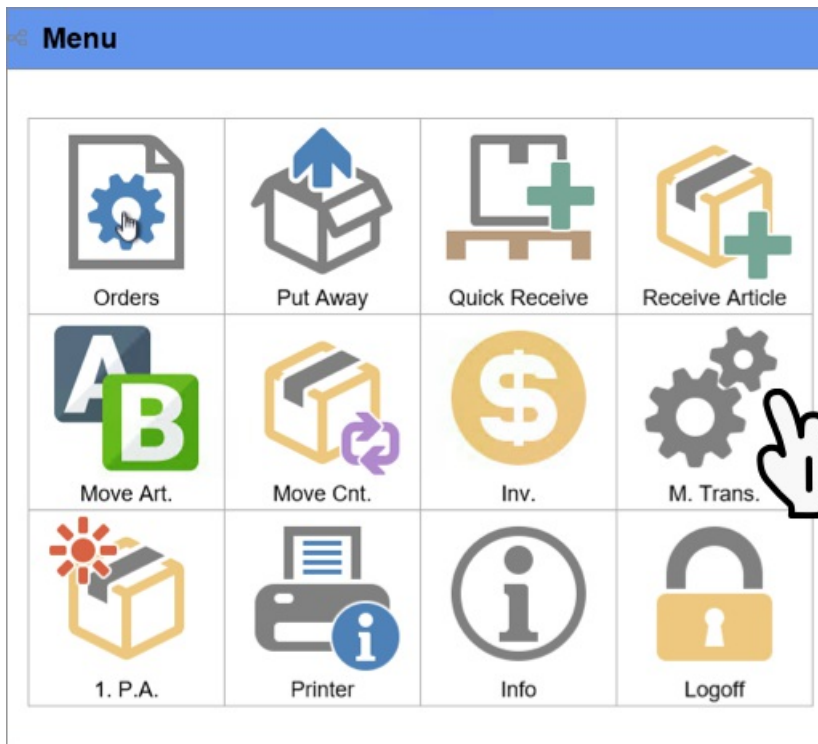 Menu
Orders
Put Away
Quick Receive
Receive Article
A
B
Move Art.
Move Cnt.
$
Inv.
M. Trans.
1. P.A.
i
Printer
i
Info
Logoff